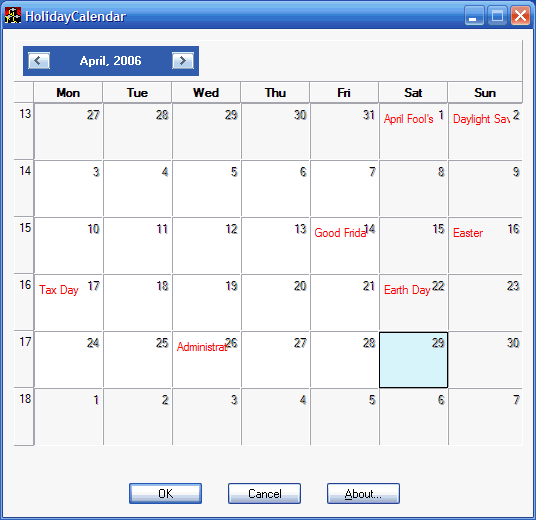 HolidayCalendar
April, 2006
Mon Tue Wed Thu Fri Sat Sun
13 27 28 29 30 31 April Fool's 1 Daylight Sav 2
14 3 4 5 6 7 8 9
15 10 11 12 13 Good Frida 14 15 Easter 16
16 Tax Day 17 18 19 20 21 Earth Day 22 23
17 24 25 Administrat 26 27 28 29 30
18 1 2 3 4 5 6 7
OK Cancel About...